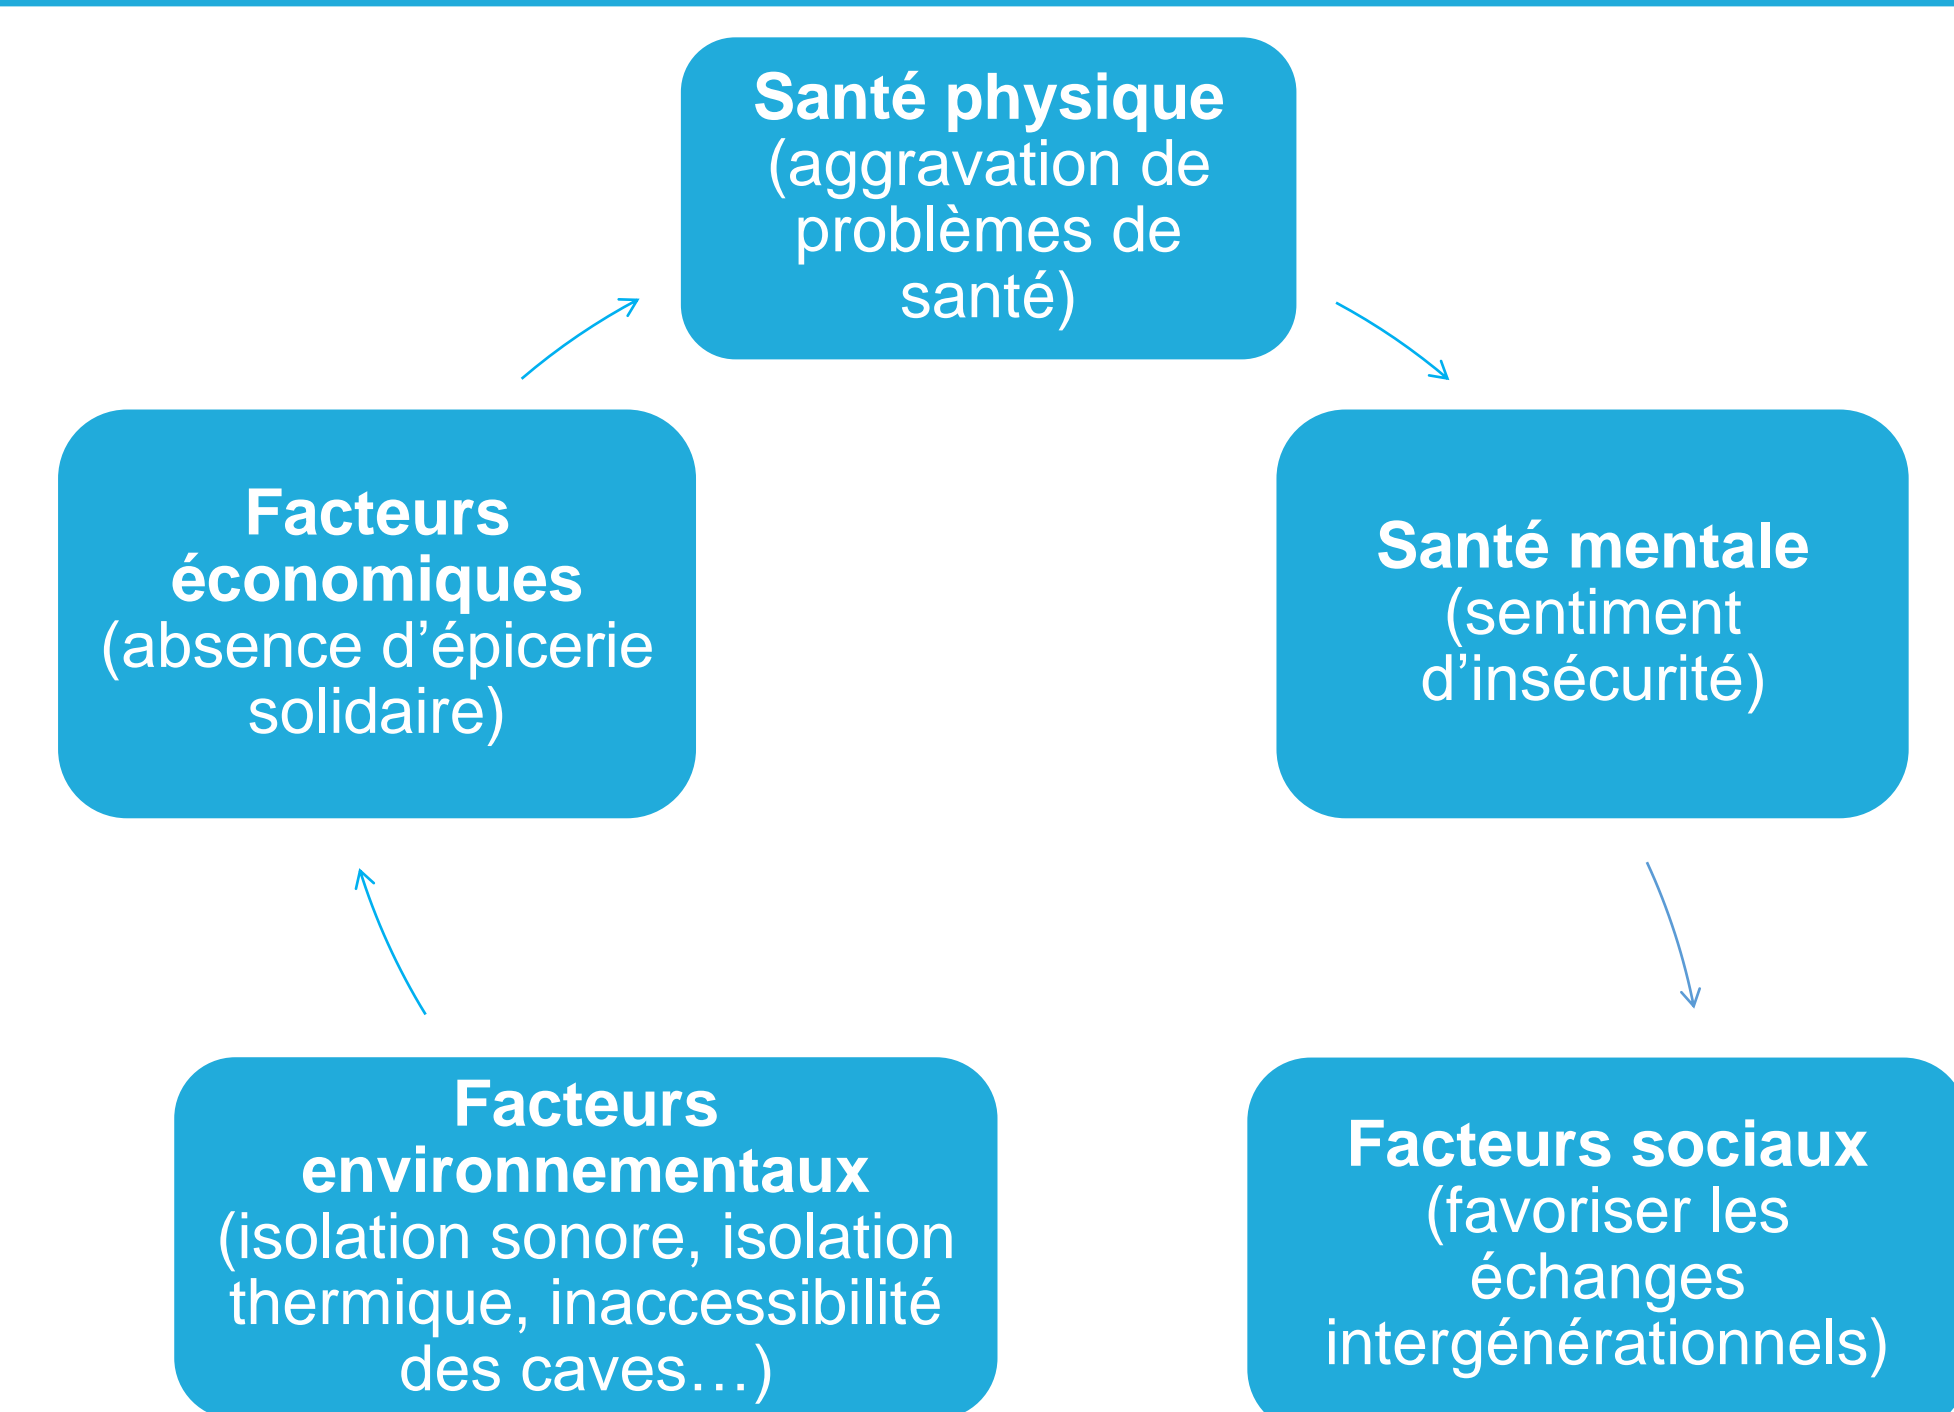 Santé physique
(aggravation de
problèmes de
santé)
Facteurs
économiques
(absence d’épicerie
solidaire)
Santé mentale
(sentiment
d’insécurité)
Facteurs
environnementaux
(isolation sonore, isolation
thermique, inaccessibilité
des caves…)
Facteurs sociaux
(favoriser les
échanges
intergénérationnels)